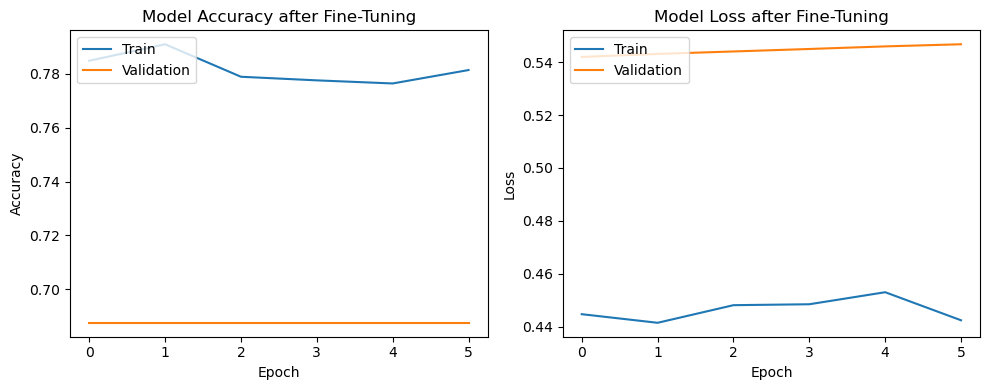 Model Accuracy after Fine-Tuning
Train
Validation
0.78
0.76
0.74
0.72
0.70
Accuracy
0 1 2 3 4 5
Epoch
Model Loss after Fine-Tuning
Train
Validation
0.54
0.52
0.50
0.48
0.46
0.44
Loss
0 1 2 3 4 5
Epoch